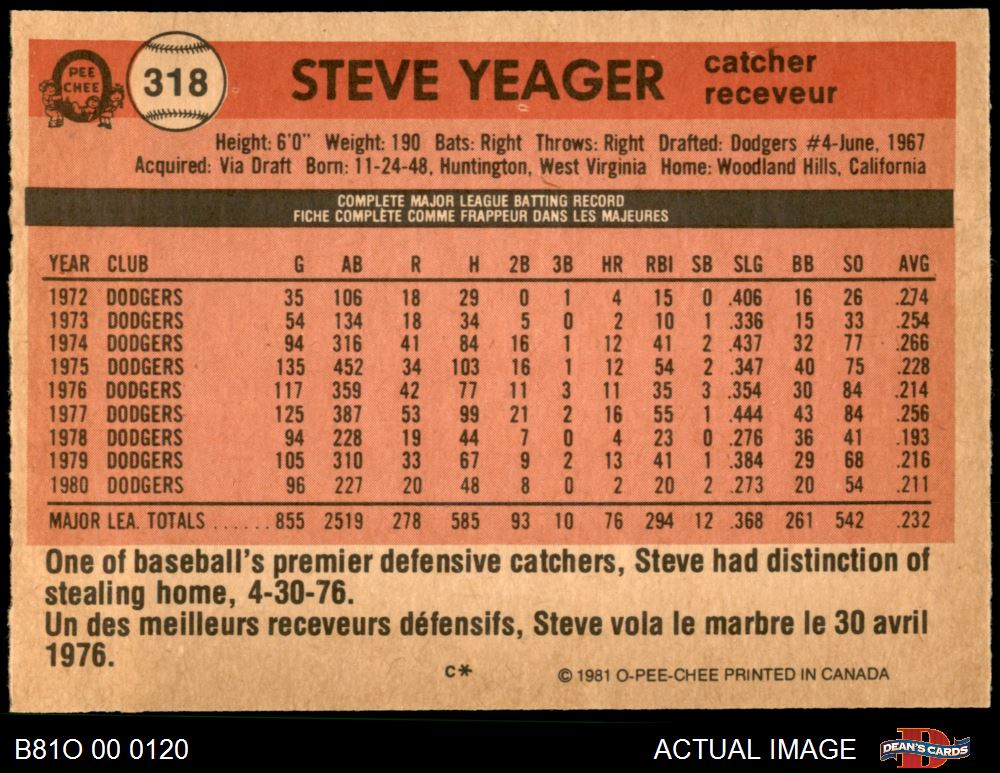 O
PEE
CHEE
318
STEVE YEAGER
catcher
receveur
Height: 6'0" Weight: 190 Bats: Right Throws: Right Drafted: Dodgers #4-June, 1967
Acquired: Via Draft Born: 11-24-48, Huntington, West Virginia Home: Woodland Hills, California
COMPLETE MAJOR LEAGUE BATTING RECORD
FICHE COMPLÈTE COMME FRAPPEUR DANS LES MAJEURES
YEAR CLUB G AB R H 2B 3B HR RBI SB SLG BB SO AVG
1972 DODGERS 35 106 18 29 0 1 4 15 0 .406 16 26 .274
1973 DODGERS 54 134 18 34 5 0 2 10 1 .336 15 33 .254
1974 DODGERS 94 316 41 84 16 1 12 41 2 .437 32 77 .266
1975 DODGERS 135 452 34 103 16 1 12 54 2 .347 40 75 .228
1976 DODGERS 117 359 42 77 11 3 11 35 3 .354 30 84 .214
1977 DODGERS 125 387 53 99 21 2 16 55 1 .444 43 84 .256
1978 DODGERS 94 228 19 44 7 0 4 23 0 .276 36 41 .193
1979 DODGERS 105 310 33 67 9 2 13 41 1 .384 29 68 .216
1980 DODGERS 96 227 20 48 8 0 2 20 2 .273 20 54 .211
MAJOR LEA. TOTALS ...... 855 2519 278 585 93 10 76 294 12 .368 261 542 .232
One of baseball's premier defensive catchers, Steve had distinction of
stealing home, 4-30-76.
Un des meilleurs receveurs défensifs, Steve vola le marbre le 30 avril
1976.
C* © 1981 O-PEE-CHEE PRINTED IN CANADA
B81O 00 0120
ACTUAL IMAGE
D
DEAN'S CARDS